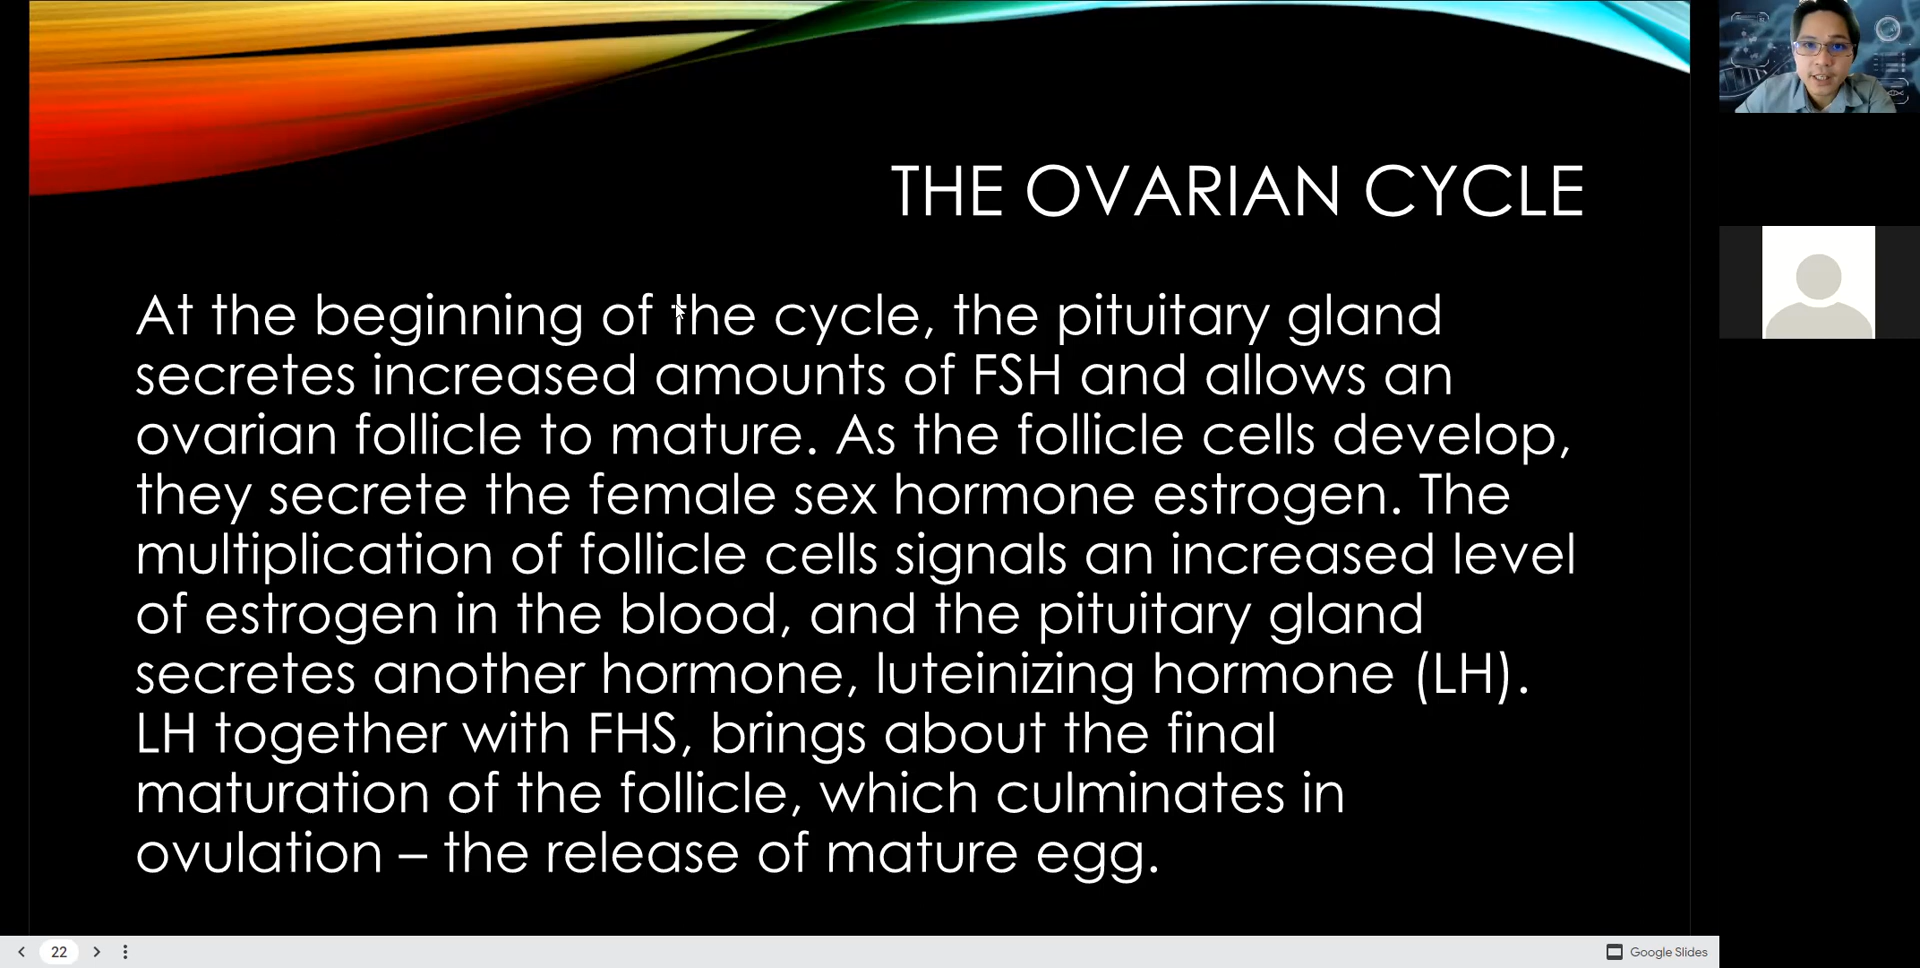 THE OVARIAN CYCLE
At the beginning of the cycle, the pituitary gland
secretes increased amounts of FSH and allows an
ovarian follicle to mature. As the follicle cells develop,
they secrete the female sex hormone estrogen. The
multiplication of follicle cells signals an increased level
of estrogen in the blood, and the pituitary gland
secretes another hormone, luteinizing hormone (LH).
LH together with FHS, brings about the final
maturation of the follicle, which culminates in
ovulation – the release of mature egg.
22
Google Slides